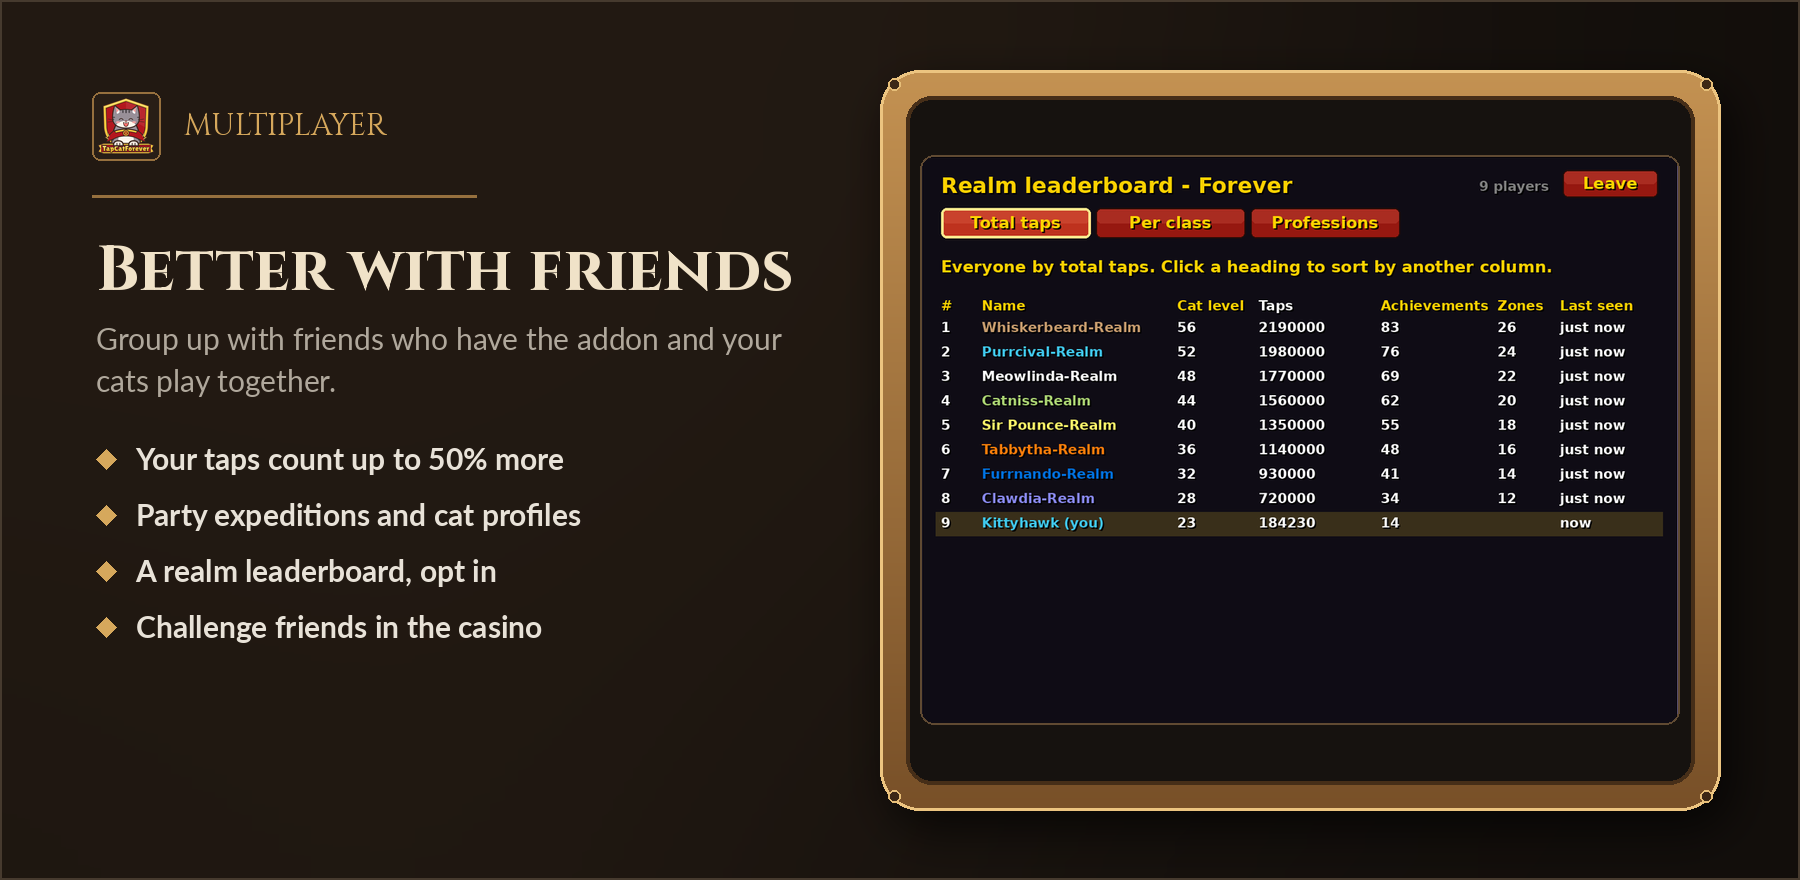 TapCatForever
MULTIPLAYER
BETTER WITH FRIENDS
Group up with friends who have the addon and your
cats play together.
Your taps count up to 50% more
Party expeditions and cat profiles
A realm leaderboard, opt in
Challenge friends in the casino
Realm leaderboard - Forever 9 players Leave
Total taps Per class Professions
Everyone by total taps. Click a heading to sort by another column.
# Name Cat level Taps Achievements Zones Last seen
1 Whiskerbeard-Realm 56 2190000 83 26 just now
2 Purrcival-Realm 52 1980000 76 24 just now
3 Meowlinda-Realm 48 1770000 69 22 just now
4 Catniss-Realm 44 1560000 62 20 just now
5 Sir Pounce-Realm 40 1350000 55 18 just now
6 Tabbytha-Realm 36 1140000 48 16 just now
7 Furrnando-Realm 32 930000 41 14 just now
8 Clawdia-Realm 28 720000 34 12 just now
9 Kittyhawk (you) 23 184230 14 now